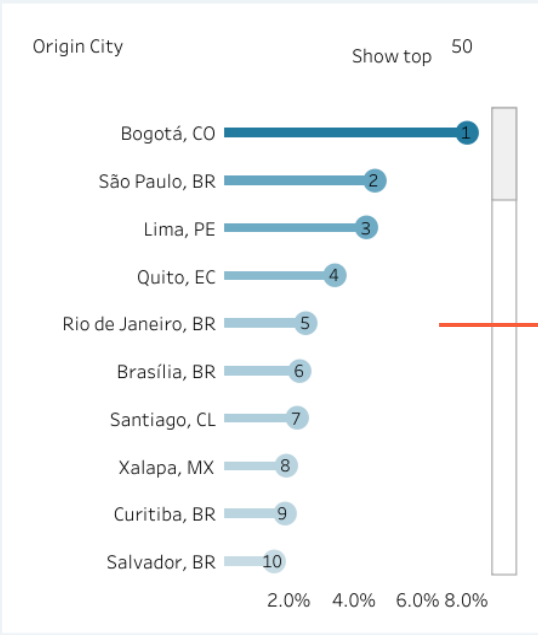 Origin City
Show top 50
Bogotá, CO 1
São Paulo, BR 2
Lima, PE 3
Quito, EC 4
Rio de Janeiro, BR 5
Brasília, BR 6
Santiago, CL 7
Xalapa, MX 8
Curitiba, BR 9
Salvador, BR 10
2.0% 4.0% 6.0% 8.0%